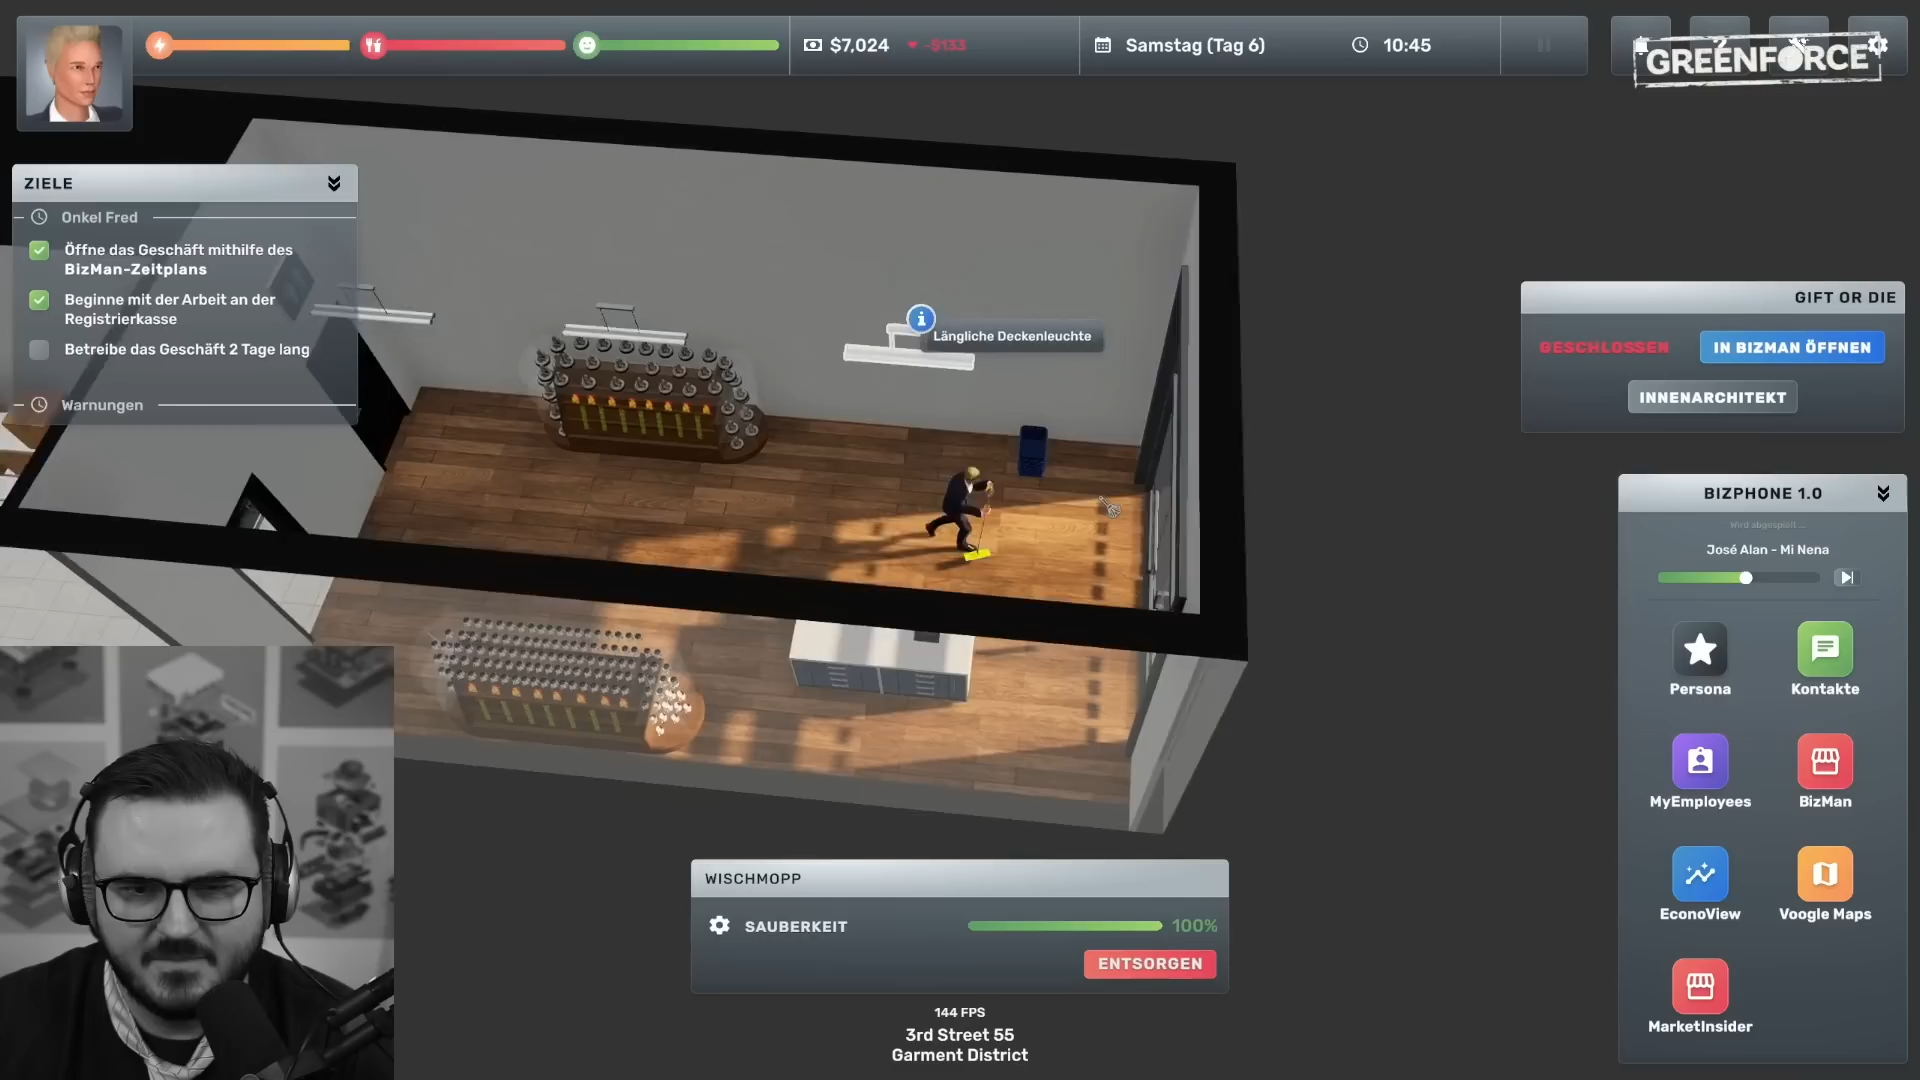 $7,024
-$133
Samstag (Tag 6)
10:45
GREENFORCE
ZIELE
Onkel Fred
Öffne das Geschäft mithilfe des
BizMan-Zeitplans
Beginne mit der Arbeit an der
Registrierkasse
Betreibe das Geschäft 2 Tage lang
Warnungen
Längliche Deckenleuchte
GIFT OR DIE
GESCHLOSSEN
IN BIZMAN ÖFFNEN
INNENARCHITEKT
BIZPHONE 1.0
Wird abgespielt ...
José Alan - Mi Nena
Persona
Kontakte
MyEmployees
BizMan
EconoView
Voogle Maps
MarketInsider
WISCHMOPP
SAUBERKEIT
100%
ENTSORGEN
144 FPS
3rd Street 55
Garment District